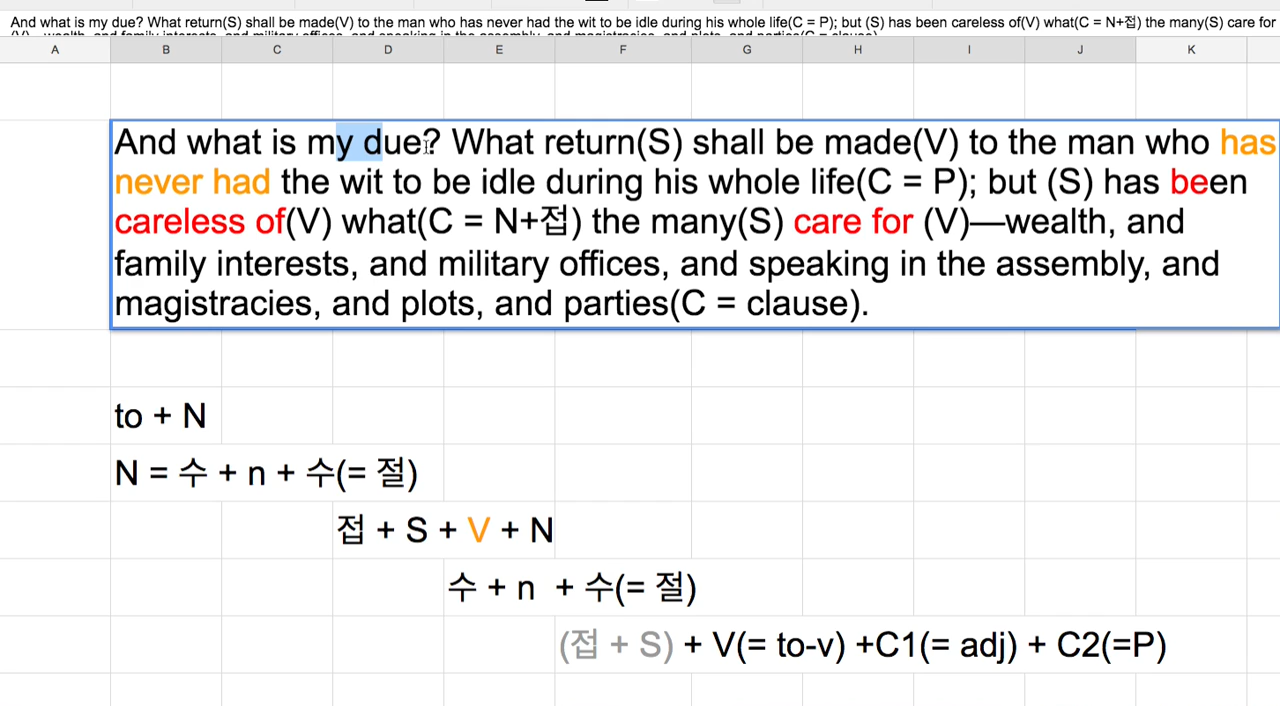 And what is my due? What return(S) shall be made(V) to the man who has never had the wit to be idle during his whole life(C = P); but (S) has been careless of(V) what(C = N+접) the many(S) care for
A B C D E F G H I J K
And what is my due? What return(S) shall be made(V) to the man who has
never had the wit to be idle during his whole life(C = P); but (S) has been
careless of(V) what(C = N+접) the many(S) care for (V)—wealth, and
family interests, and military offices, and speaking in the assembly, and
magistracies, and plots, and parties(C = clause).
to + N
N = 수 + n + 수(= 절)
접 + S + V + N
수 + n + 수(= 절)
(접 + S) + V(= to-v) +C1(= adj) + C2(=P)